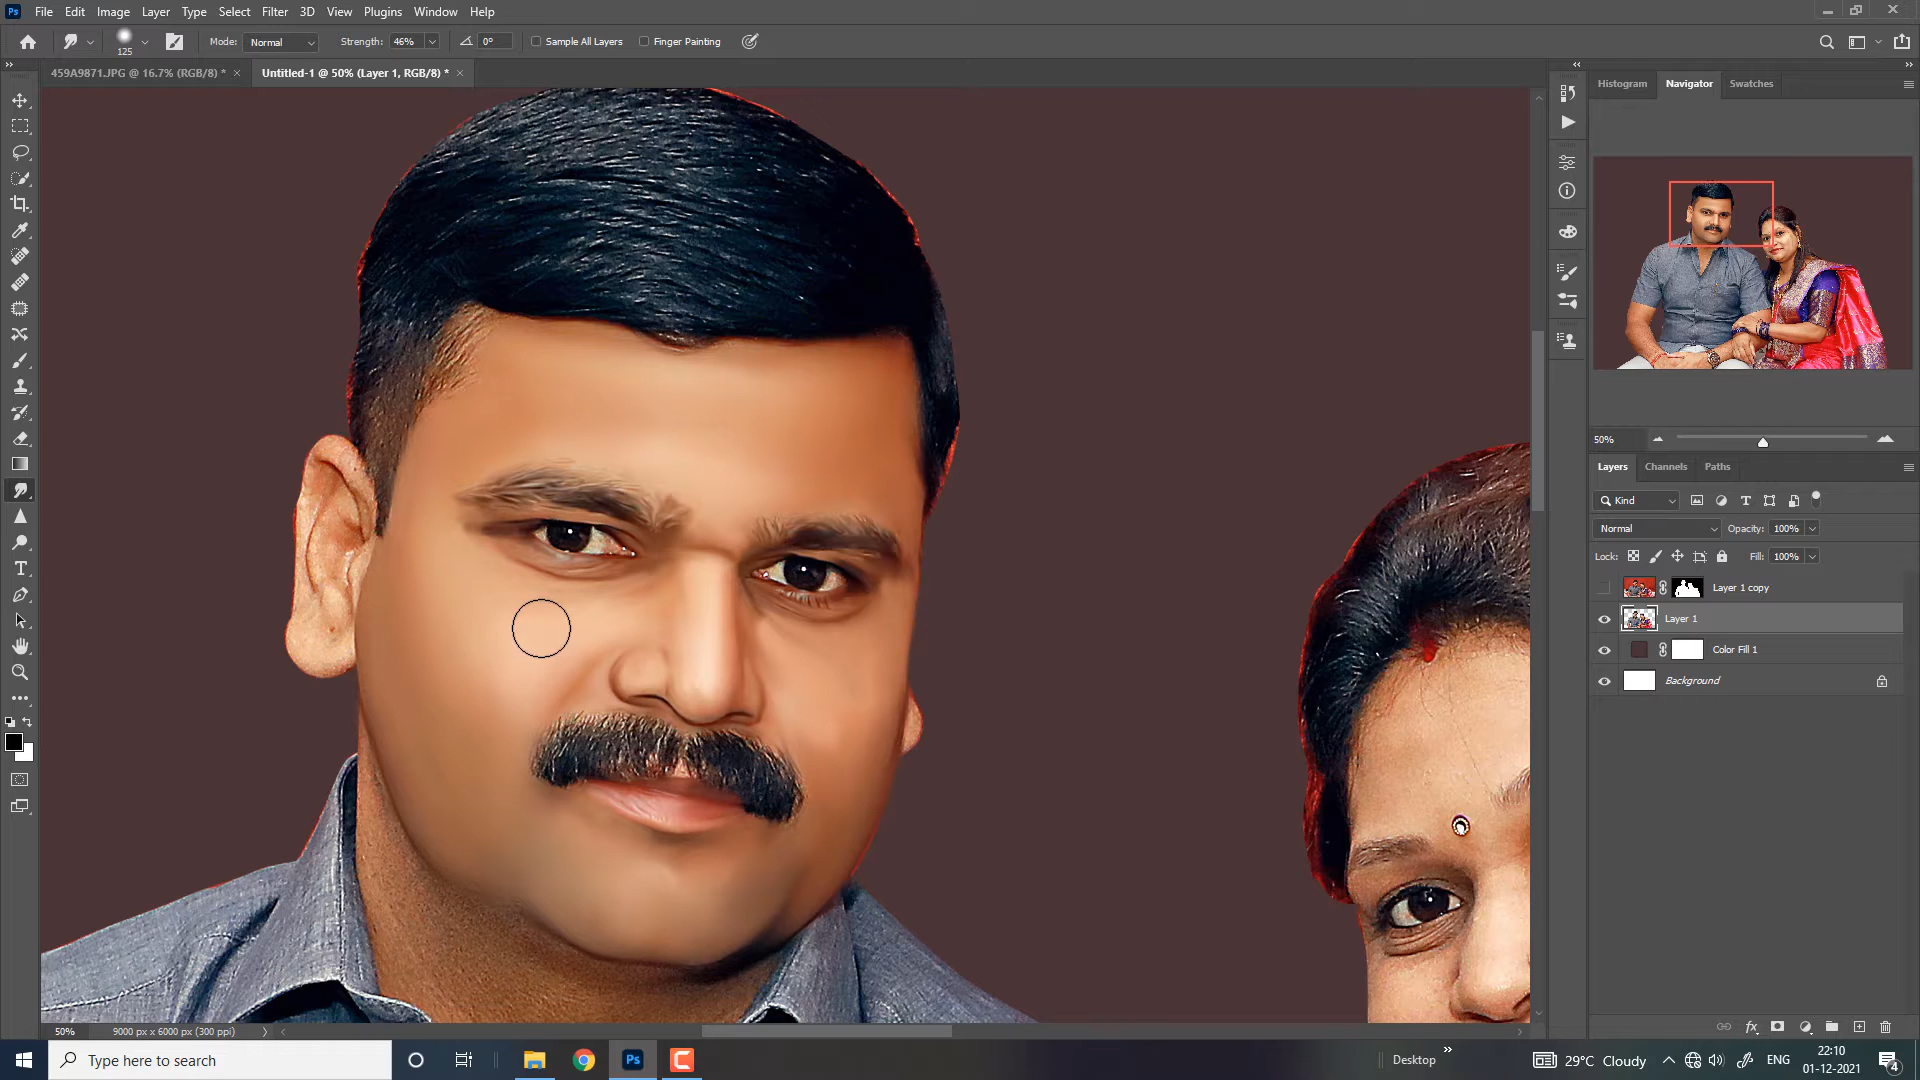 Ps File Edit Image Layer Type Select Filter 3D View Plugins Window Help
125 Mode: Normal Strength: 46% 0° Sample All Layers Finger Painting
459A9871.JPG @ 16.7% (RGB/8) * × Untitled-1 @ 50% (Layer 1, RGB/8) * ×
Histogram Navigator Swatches
50%
Layers Channels Paths
Kind
Normal Opacity: 100%
Lock: Fill: 100%
Layer 1 copy
Layer 1
Color Fill 1
Background
50% 9000 px x 6000 px (300 ppi)
Type here to search
Ps
Desktop
29°C Cloudy
ENG
22:10
01-12-2021
4